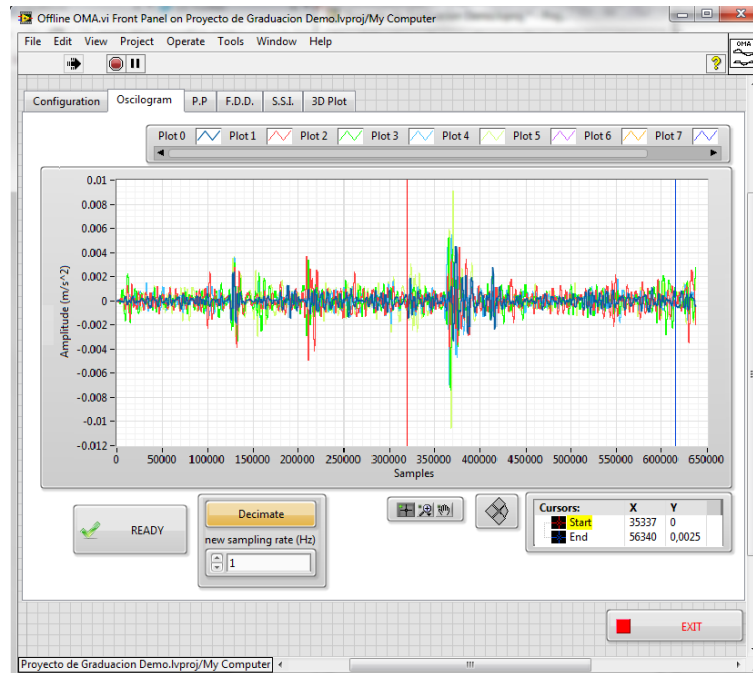 Offline OMA.vi Front Panel on Proyecto de Graduacion Demo.lvproj/My Computer
File Edit View Project Operate Tools Window Help
OMA
Configuration Oscilogram P.P F.D.D. S.S.I. 3D Plot
Plot 0 Plot 1 Plot 2 Plot 3 Plot 4 Plot 5 Plot 6 Plot 7
Amplitude (m/s^2)
0.01
0.008
0.006
0.004
0.002
0
-0.002
-0.004
-0.006
-0.008
-0.01
-0.012
0 50000 100000 150000 200000 250000 300000 350000 400000 450000 500000 550000 600000 650000
Samples
READY
Decimate
new sampling rate (Hz)
1
Cursors: X Y
Start 35337 0
End 56340 0,0025
EXIT
Proyecto de Graduacion Demo.lvproj/My Computer